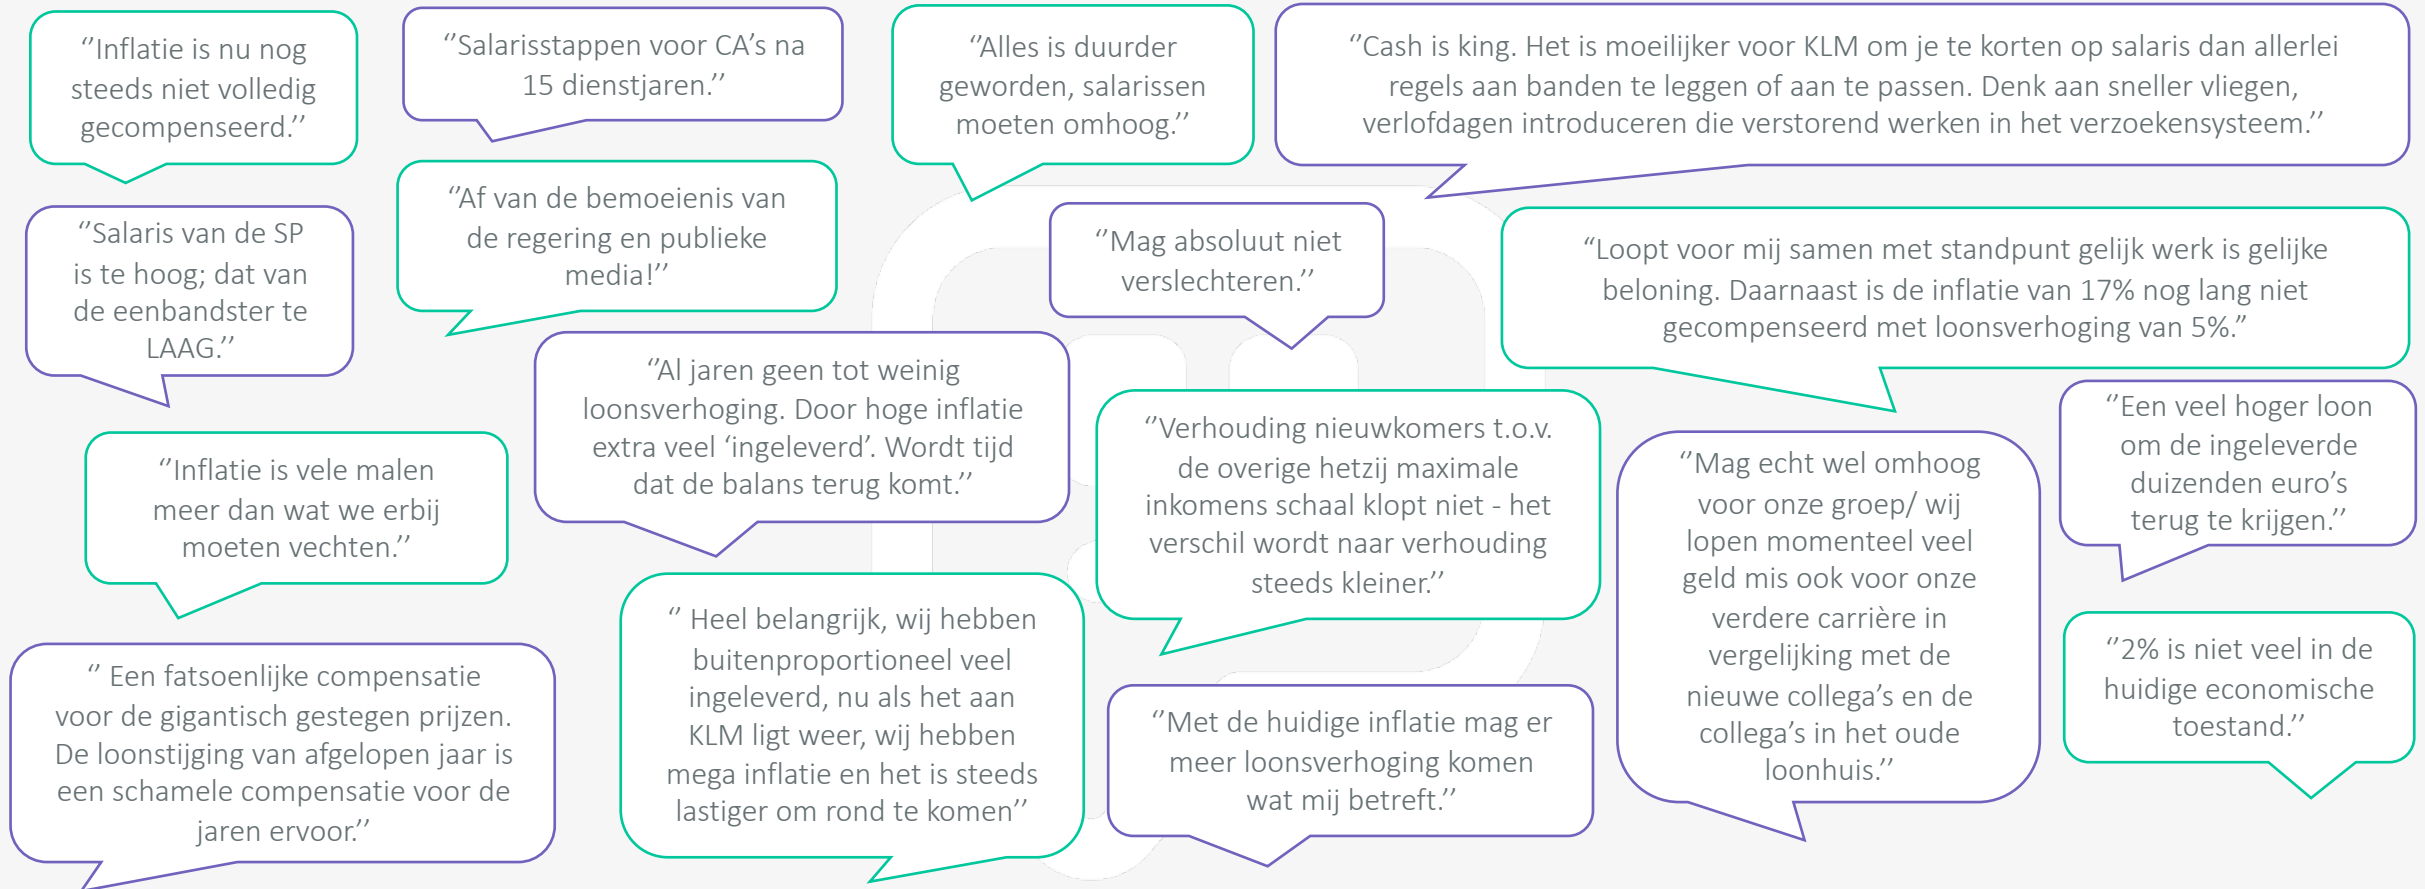 ‘’Inflatie is nu nog
steeds niet volledig
gecompenseerd.’’
‘’Salarisstappen voor CA’s na
15 dienstjaren.’’
‘’Alles is duurder
geworden, salarissen
moeten omhoog.’’
‘’Cash is king. Het is moeilijker voor KLM om je te korten op salaris dan allerlei
regels aan banden te leggen of aan te passen. Denk aan sneller vliegen,
verlofdagen introduceren die verstorend werken in het verzoekensysteem.’’
‘’Salaris van de SP
is te hoog; dat van
de eenbandster te
LAAG.’’
‘’Af van de bemoeienis van
de regering en publieke
media!’’
‘’Mag absoluut niet
verslechteren.’’
“Loopt voor mij samen met standpunt gelijk werk is gelijke
beloning. Daarnaast is de inflatie van 17% nog lang niet
gecompenseerd met loonsverhoging van 5%.”
‘’Al jaren geen tot weinig
loonsverhoging. Door hoge inflatie
extra veel ‘ingeleverd’. Wordt tijd
dat de balans terug komt.’’
‘’Verhouding nieuwkomers t.o.v.
de overige hetzij maximale
inkomens schaal klopt niet - het
verschil wordt naar verhouding
steeds kleiner.’’
‘’Een veel hoger loon
om de ingeleverde
duizenden euro’s
terug te krijgen.’’
‘’Inflatie is vele malen
meer dan wat we erbij
moeten vechten.’’
‘’Mag echt wel omhoog
voor onze groep/ wij
lopen momenteel veel
geld mis ook voor onze
verdere carrière in
vergelijking met de
nieuwe collega’s en de
collega’s in het oude
loonhuis.’’
‘’ Heel belangrijk, wij hebben
buitenproportioneel veel
ingeleverd, nu als het aan
KLM ligt weer, wij hebben
mega inflatie en het is steeds
lastiger om rond te komen’’
‘’2% is niet veel in de
huidige economische
toestand.’’
‘’ Een fatsoenlijke compensatie
voor de gigantisch gestegen prijzen.
De loonstijging van afgelopen jaar is
een schamele compensatie voor de
jaren ervoor.’’
‘’Met de huidige inflatie mag er
meer loonsverhoging komen
wat mij betreft.’’